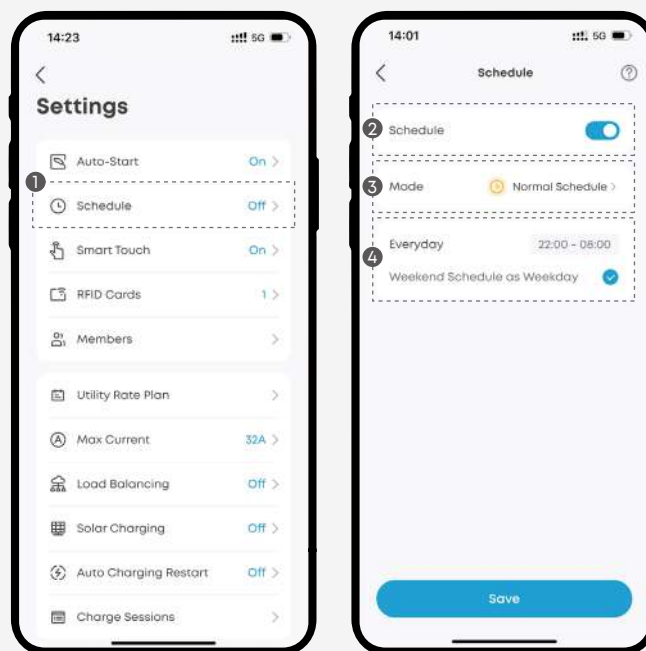 14:23 5G
Settings
Auto-Start On
1
Schedule Off
Smart Touch On
RFID Cards 1
Members
Utility Rate Plan
Max Current 32A
Load Balancing Off
Solar Charging Off
Auto Charging Restart Off
Charge Sessions
14:01 5G
Schedule ?
2 Schedule
3 Mode Normal Schedule
4 Everyday 22:00 - 08:00
Weekend Schedule as Weekday
Save